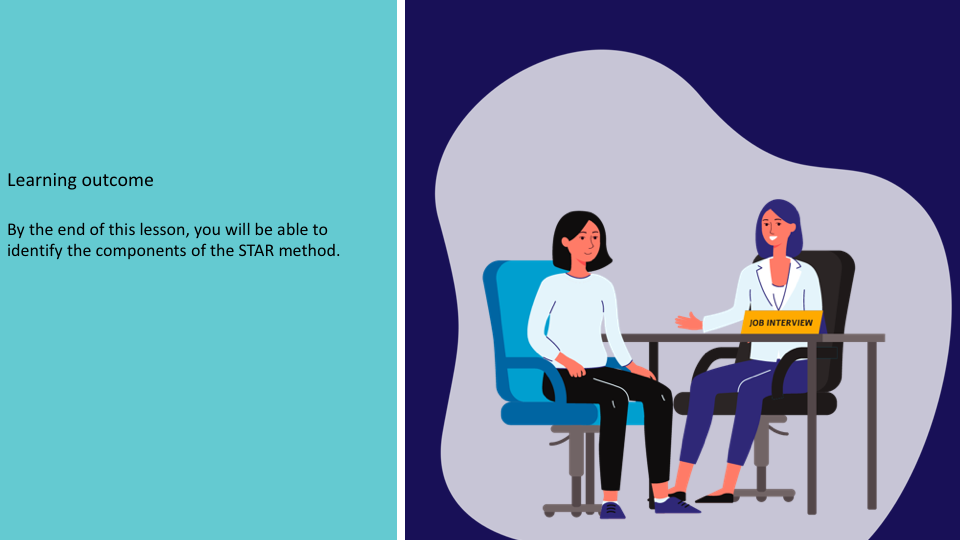 Learning outcome
By the end of this lesson, you will be able to
identify the components of the STAR method.
JOB INTERVIEW